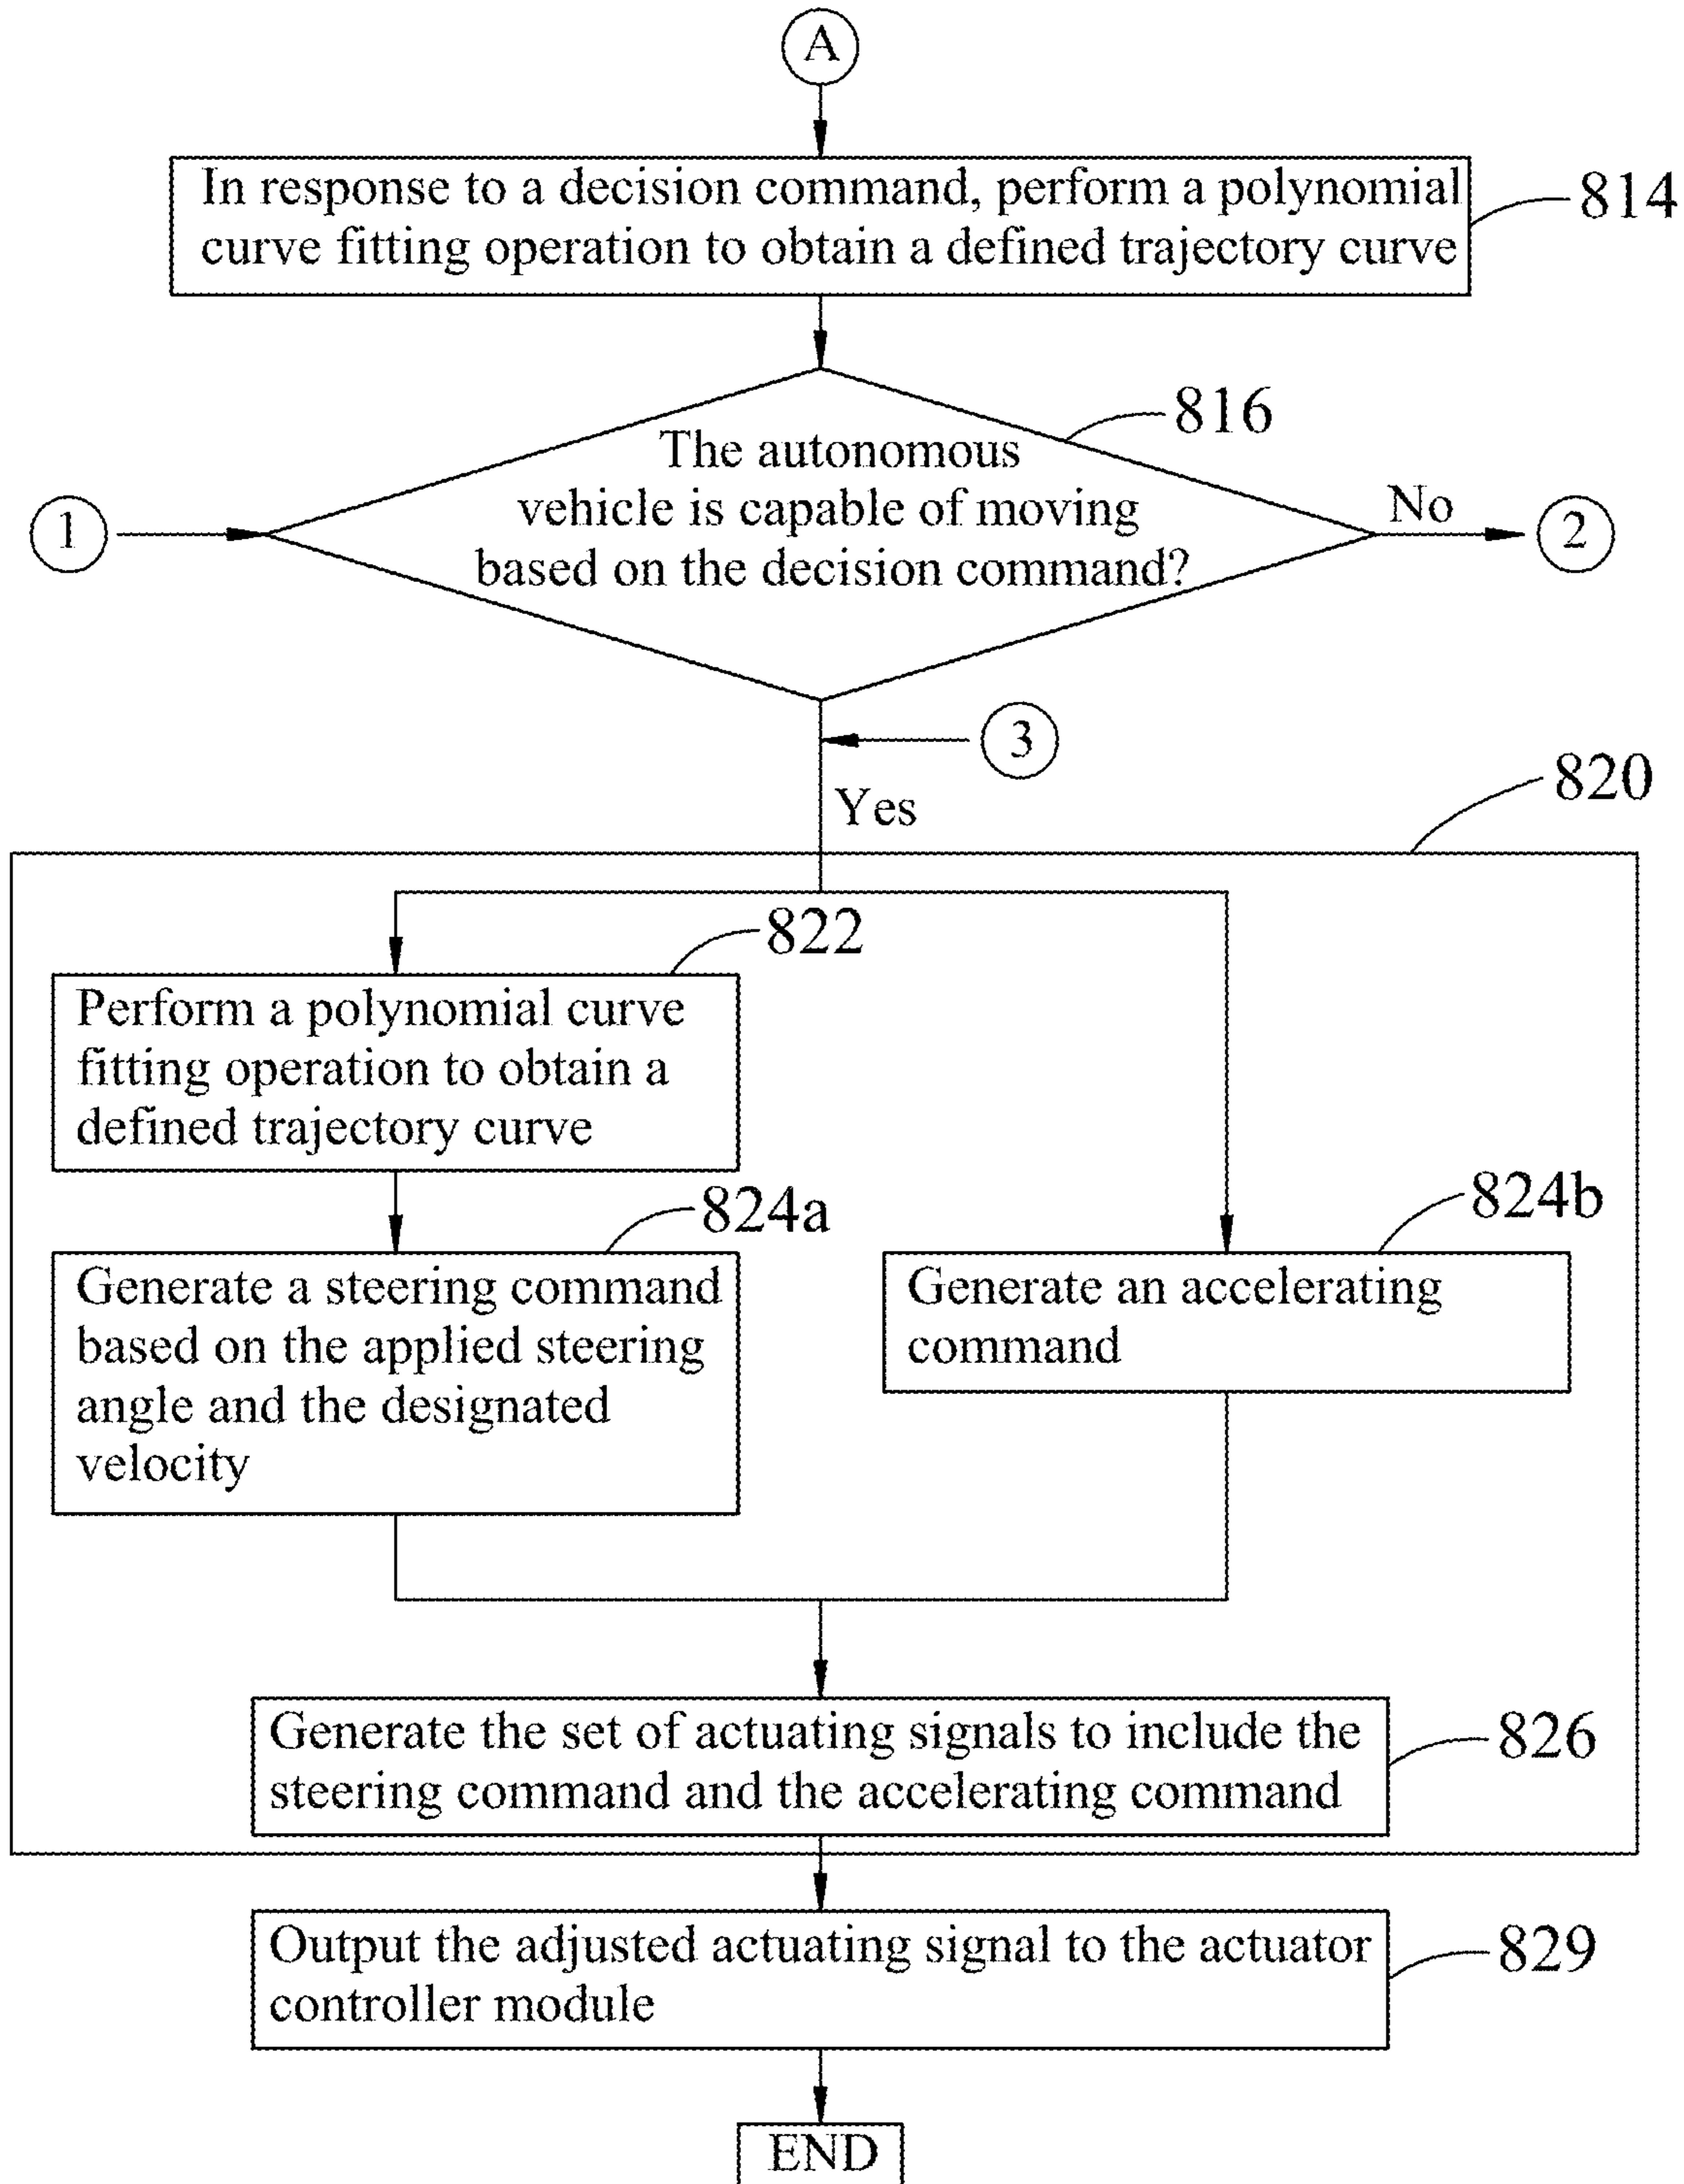 A
In response to a decision command, perform a polynomial
curve fitting operation to obtain a defined trajectory curve
814
816
The autonomous
vehicle is capable of moving
based on the decision command?
1
No
2
3
Yes
820
822
Perform a polynomial curve
fitting operation to obtain a
defined trajectory curve
824a
824b
Generate a steering command
based on the applied steering
angle and the designated
velocity
Generate an accelerating
command
Generate the set of actuating signals to include the
steering command and the accelerating command
826
Output the adjusted actuating signal to the actuator
controller module
829
END